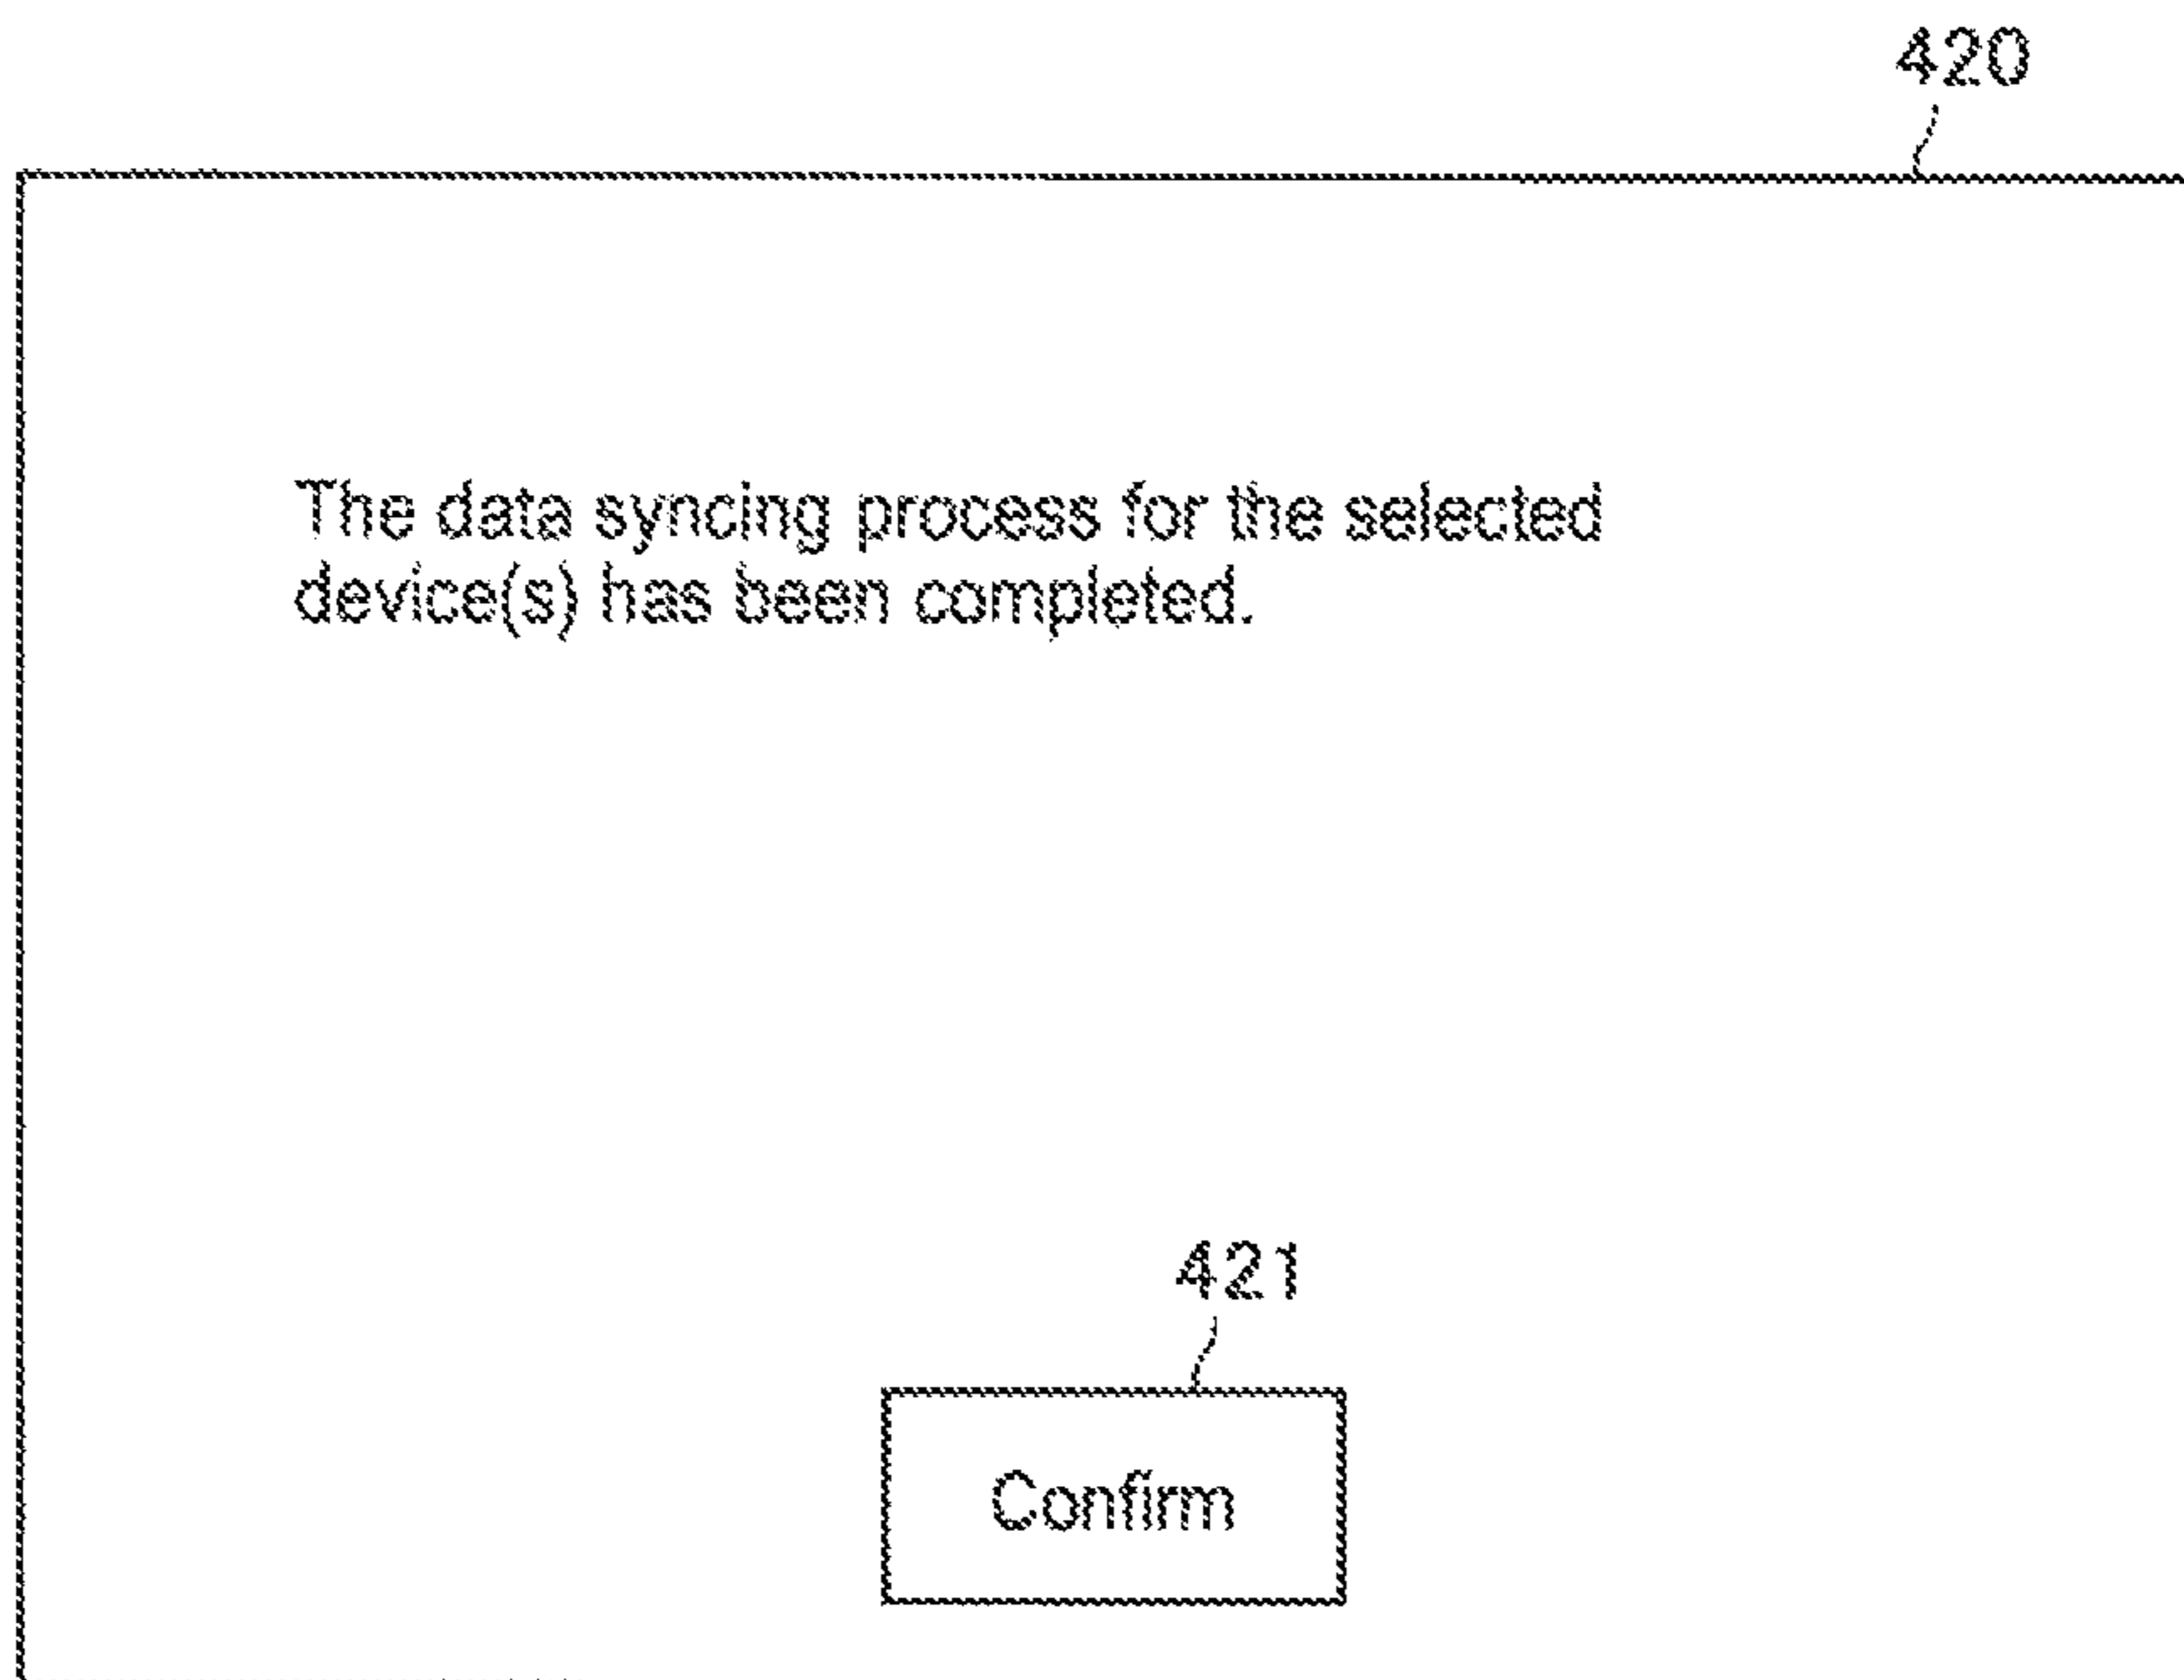 420
The data syncing process for the selected
device(s) has been completed.
421
Confirm